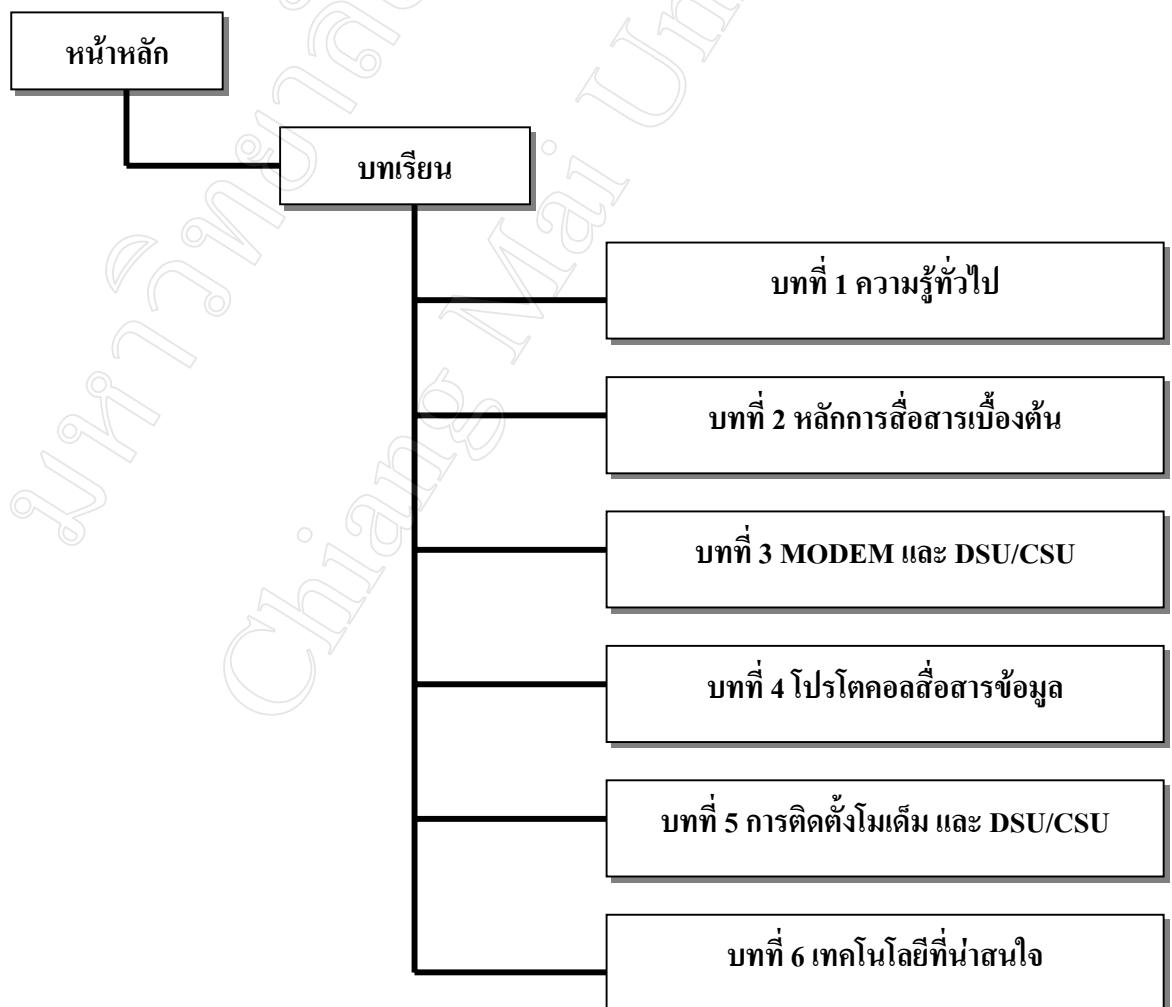 หน้าหลัก
บทเรียน
บทที่ 1 ความรู้ทั่วไป
บทที่ 2 หลักการสื่อสารเบื้องต้น
บทที่ 3 MODEM และ DSU/CSU
บทที่ 4 โปรโตคอลสื่อสารข้อมูล
บทที่ 5 การติดตั้งโมเด็ม และ DSU/CSU
บทที่ 6 เทคโนโลยีที่น่าสนใจ
Chiang Mai